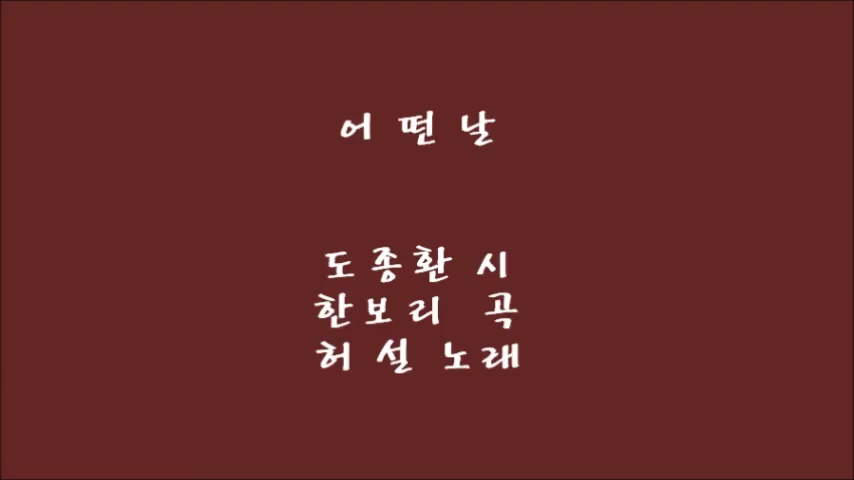 어 떤 날
도종환 시
한보리 곡
허 설 노래